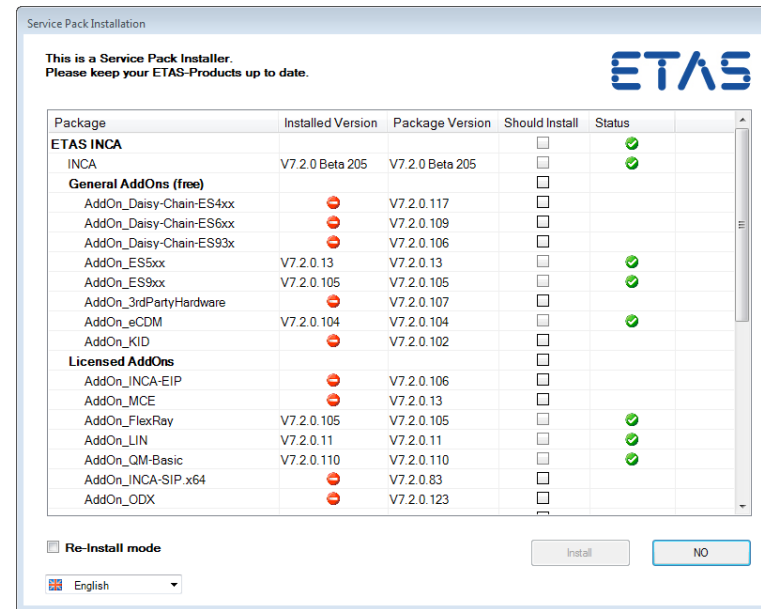 Service Pack Installation
This is a Service Pack Installer.
Please keep your ETAS-Products up to date.
ETAS
Package Installed Version Package Version Should Install Status
ETAS INCA
INCA V7.2.0 Beta 205 V7.2.0 Beta 205
General AddOns (free)
AddOn_Daisy-Chain-ES4xx V7.2.0.117
AddOn_Daisy-Chain-ES6xx V7.2.0.109
AddOn_Daisy-Chain-ES93x V7.2.0.106
AddOn_ES5xx V7.2.0.13 V7.2.0.13
AddOn_ES9xx V7.2.0.105 V7.2.0.105
AddOn_3rdPartyHardware V7.2.0.107
AddOn_eCDM V7.2.0.104 V7.2.0.104
AddOn_KID V7.2.0.102
Licensed AddOns
AddOn_INCA-EIP V7.2.0.106
AddOn_MCE V7.2.0.13
AddOn_FlexRay V7.2.0.105 V7.2.0.105
AddOn_LIN V7.2.0.11 V7.2.0.11
AddOn_QM-Basic V7.2.0.110 V7.2.0.110
AddOn_INCA-SIP.x64 V7.2.0.83
AddOn_ODX V7.2.0.123
Re-Install mode
Install NO
English